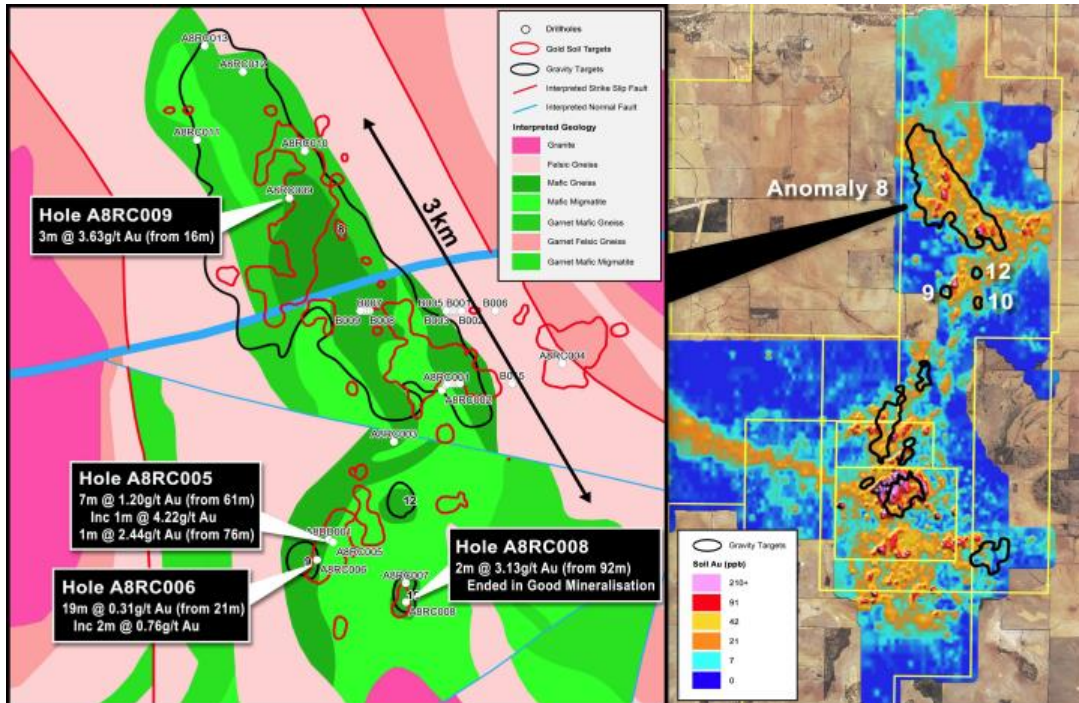 A8RC013
A8RC012
A8RC011
A8RC010
A8RC009
Hole A8RC009
3m @ 3.63g/t Au (from 16m)
8
3km
B007
B009
B008
B005
B001
B006
B003
B002
A8RC004
A8RC001
B015
A8RC002
A8RC003
Hole A8RC005
7m @ 1.20g/t Au (from 61m)
Inc 1m @ 4.22g/t Au
1m @ 2.44g/t Au (from 76m)
12
A8RC005
9
A8RC006
Hole A8RC006
19m @ 0.31g/t Au (from 21m)
Inc 2m @ 0.76g/t Au
A8RC007
A8RC008
Hole A8RC008
2m @ 3.13g/t Au (from 92m)
Ended in Good Mineralisation
Drillholes
Gold Soil Targets
Gravity Targets
Interpreted Strike Slip Fault
Interpreted Normal Fault
Interpreted Geology
Granite
Felsic Gneiss
Mafic Gneiss
Mafic Migmatite
Garnet Mafic Gneiss
Garnet Felsic Gneiss
Garnet Mafic Migmatite
Anomaly 8
12
9
10
Gravity Targets
Soil Au (ppb)
210+
91
42
21
7
0